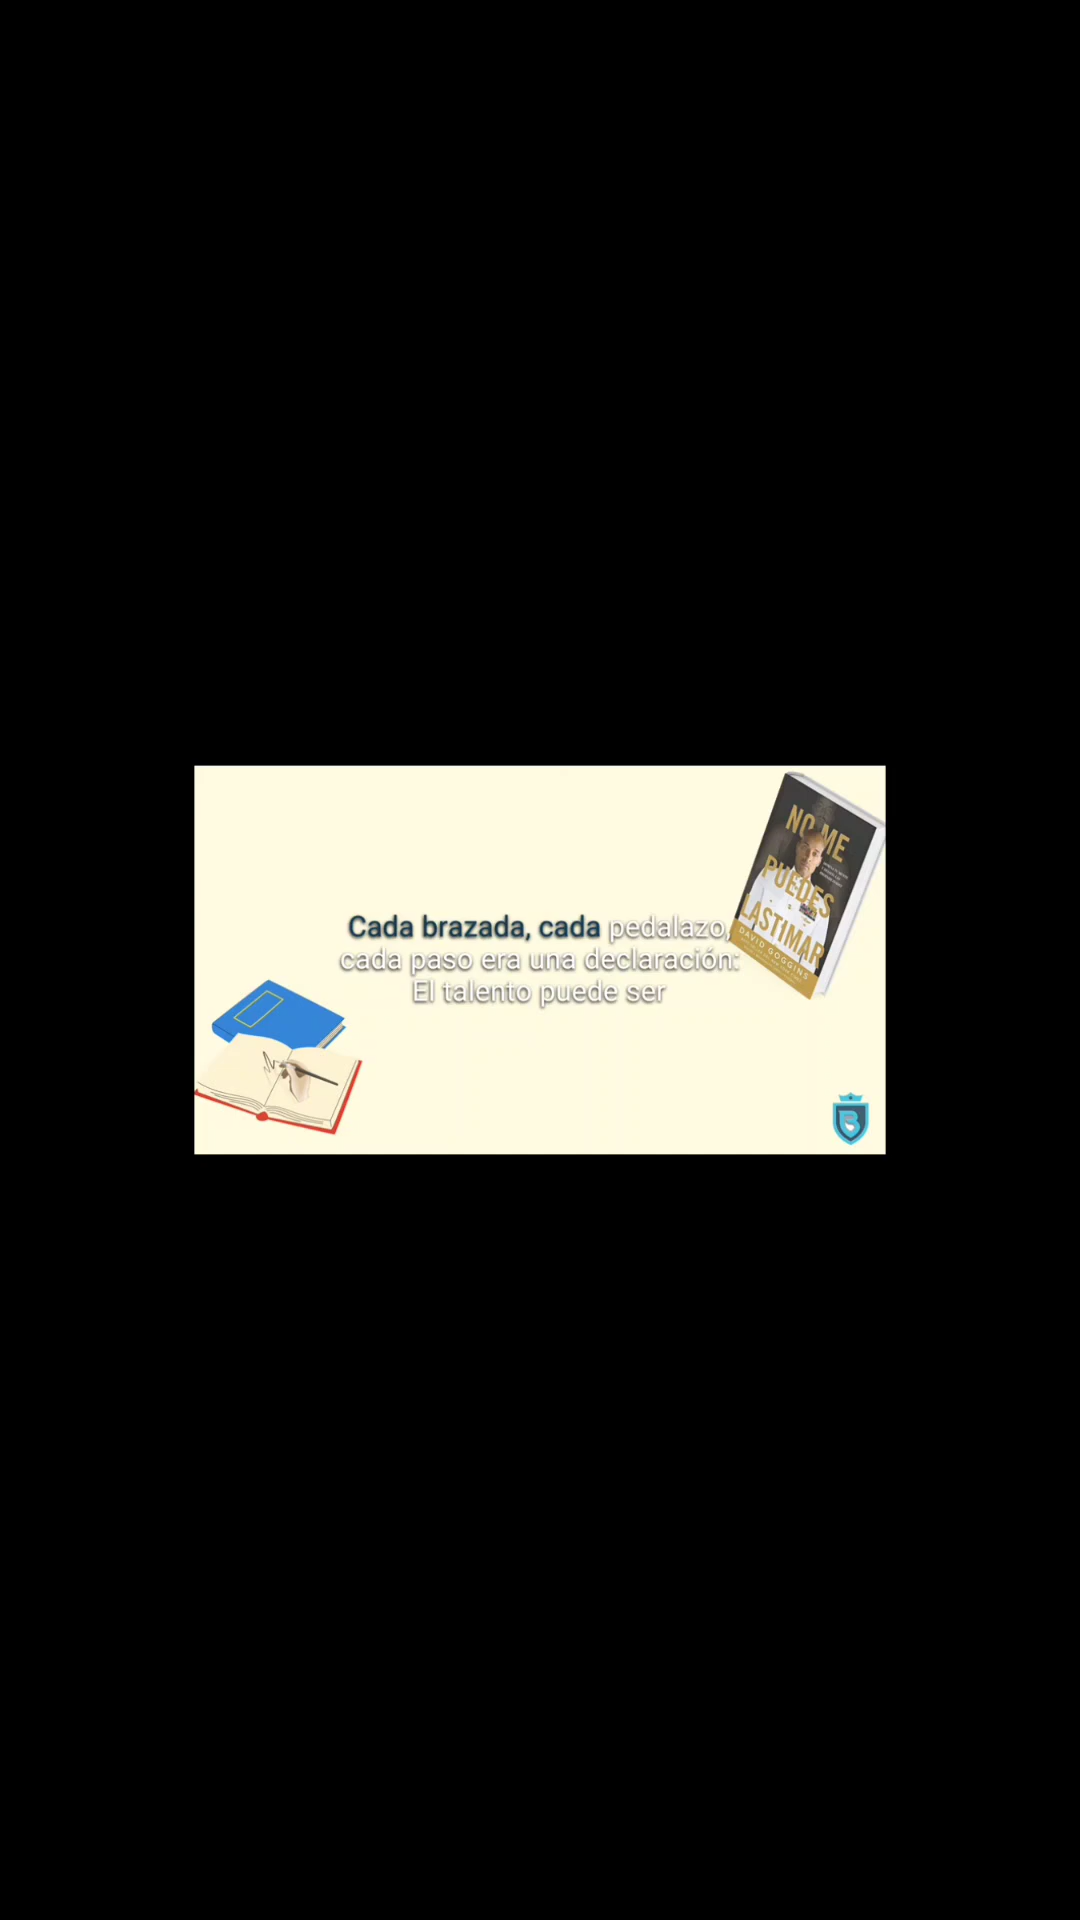 NO ME
PUEDES
LASTIMAR
DAVID GOGGINS
Cada brazada, cada pedalazo,
cada paso era una declaración:
El talento puede ser
B